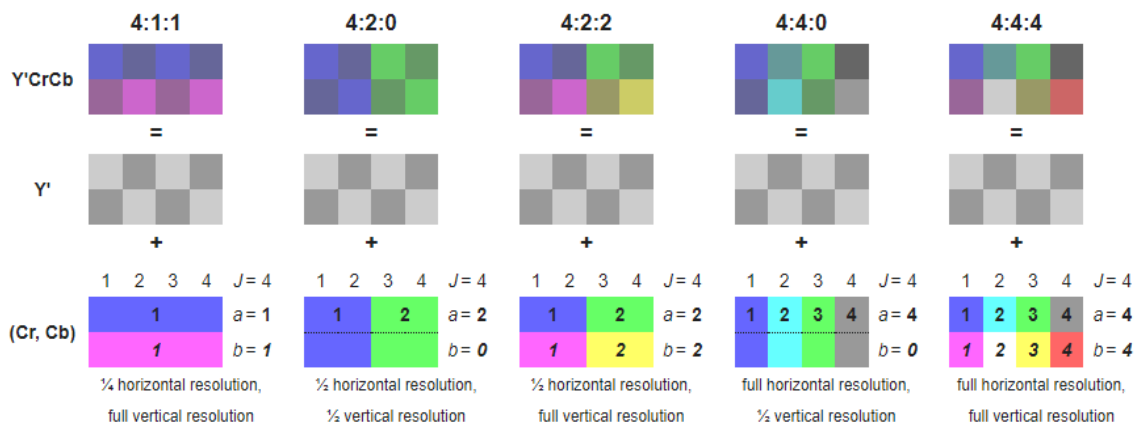 4:1:1 4:2:0 4:2:2 4:4:0 4:4:4
Y'CrCb
= = = = =
Y'
+ + + + +
1 2 3 4 J = 4 1 2 3 4 J = 4 1 2 3 4 J = 4 1 2 3 4 J = 4 1 2 3 4 J = 4
(Cr, Cb)
1 a = 1 1 2 a = 2 1 2 a = 2 1 2 3 4 a = 4 1 2 3 4 a = 4
1 b = 1 b = 0 1 2 b = 2 b = 0 1 2 3 4 b = 4
¼ horizontal resolution, ½ horizontal resolution, ½ horizontal resolution, full horizontal resolution, full horizontal resolution,
full vertical resolution ½ vertical resolution full vertical resolution ½ vertical resolution full vertical resolution